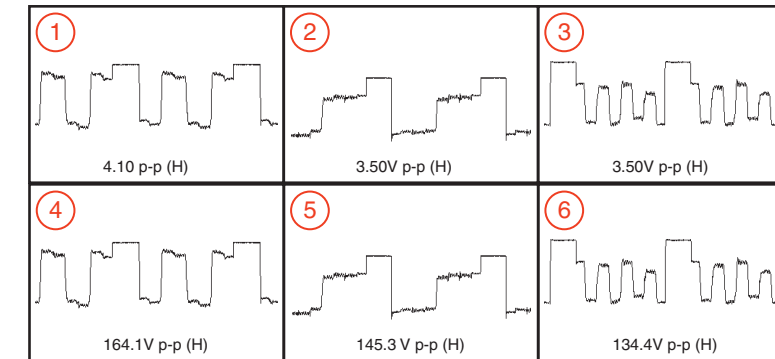 1
2
3
4.10 p-p (H)
3.50V p-p (H)
3.50V p-p (H)
4
5
6
164.1V p-p (H)
145.3 V p-p (H)
134.4V p-p (H)